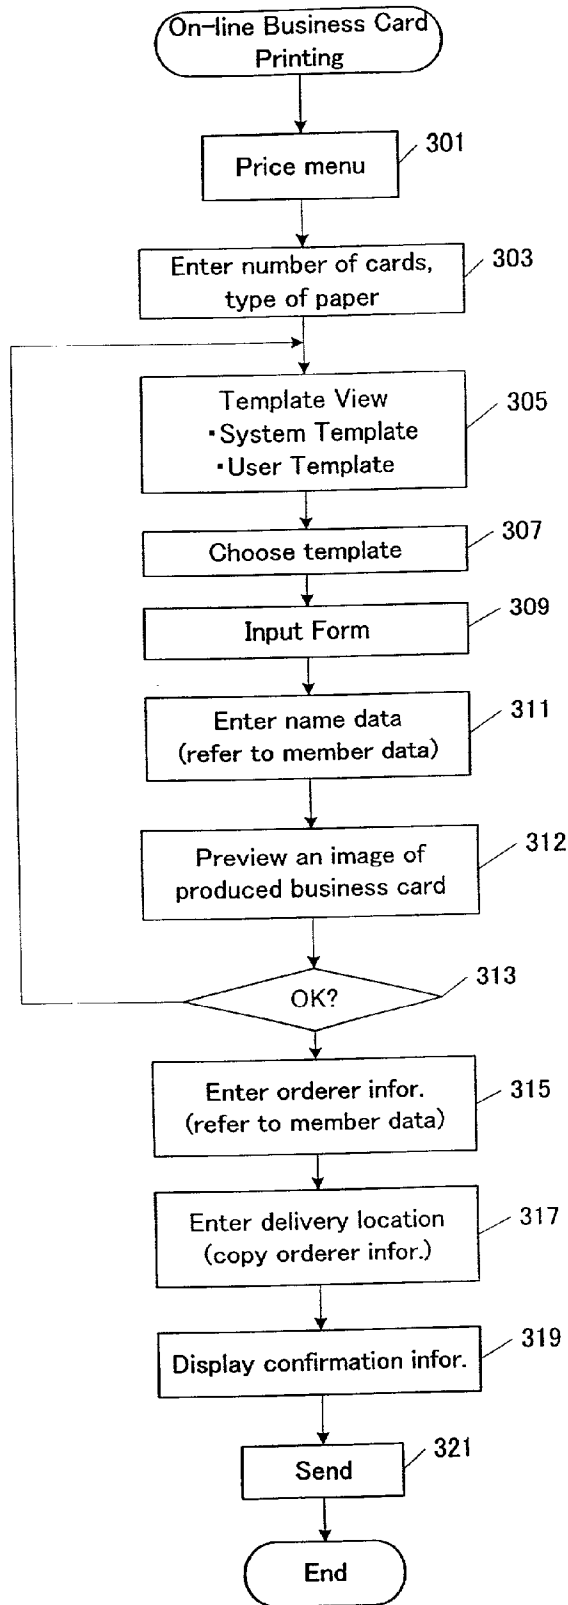 On-line Business Card
Printing
301
Price menu
303
Enter number of cards,
type of paper
305
Template View
・System Template
・User Template
307
Choose template
309
Input Form
311
Enter name data
(refer to member data)
312
Preview an image of
produced business card
313
OK?
315
Enter orderer infor.
(refer to member data)
317
Enter delivery location
(copy orderer infor.)
319
Display confirmation infor.
321
Send
End